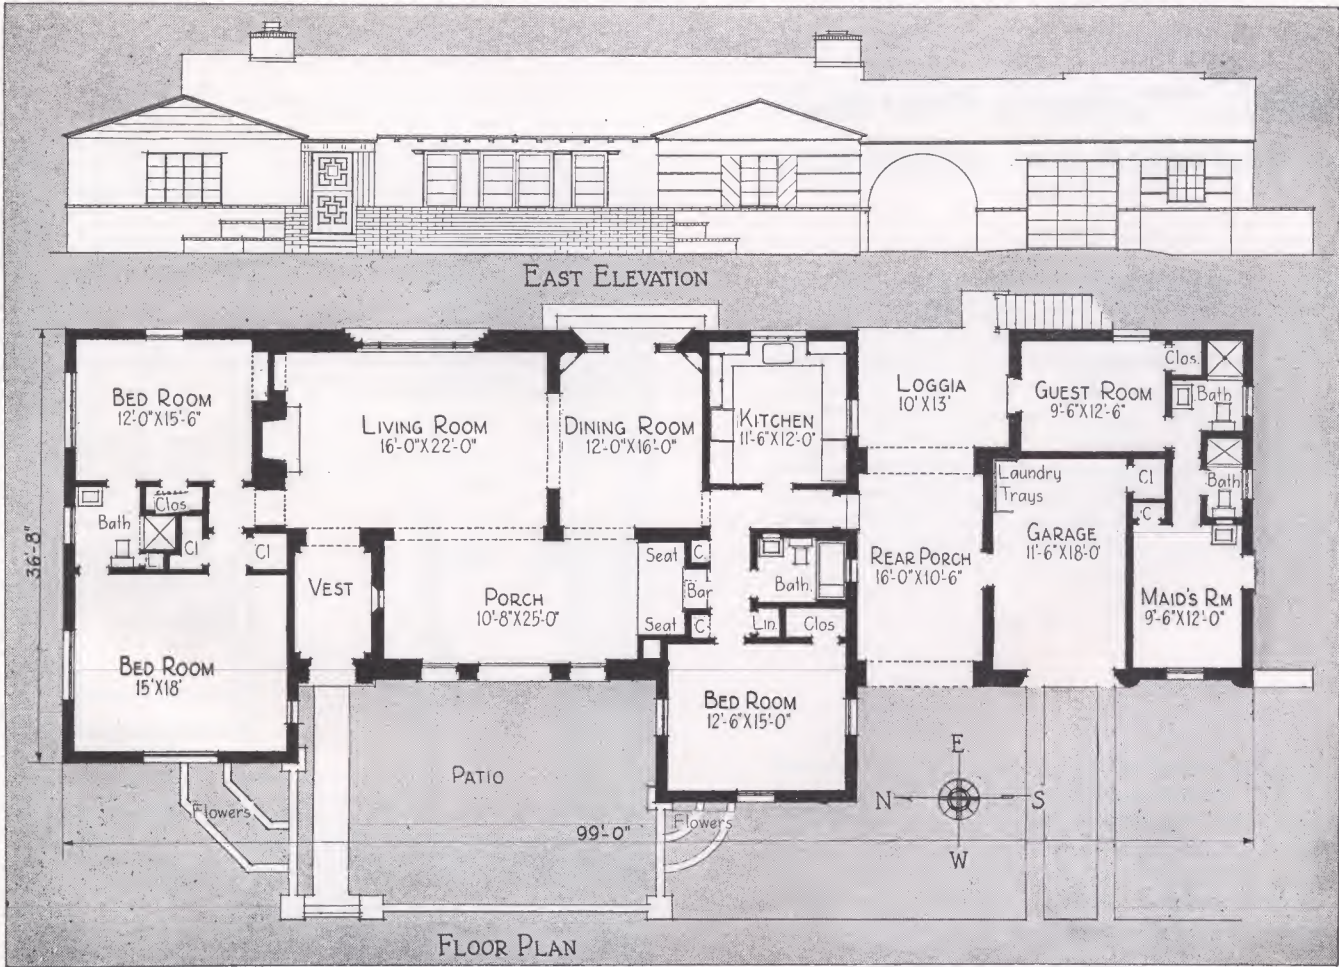 EAST ELEVATION
BED ROOM
12'-0"X15'-6"
LIVING ROOM
16'-0"X22'-0"
DINING ROOM
12'-0"X16'-0"
KITCHEN
11'-6"X12'-0"
LOGGIA
10'X13'
GUEST ROOM
9'-6"X12'-6"
Clos.
Bath
Laundry
Trays
Cl
Bath
C
GARAGE
11'-6"X18'-0"
Clos.
Bath
Cl
Cl
L
36'-8"
VEST
PORCH
10'-8"X25'-0"
Seat
Seat
C.
Bar
C.
Bath.
Lin.
Clos
REAR PORCH
16'-0"X10'-6"
MAID'S RM
9'-6"X12'-0"
BED ROOM
15'X18'
BED ROOM
12'-6"X15'-0"
PATIO
Flowers
Flowers
E
N
S
W
99'-0"
FLOOR PLAN